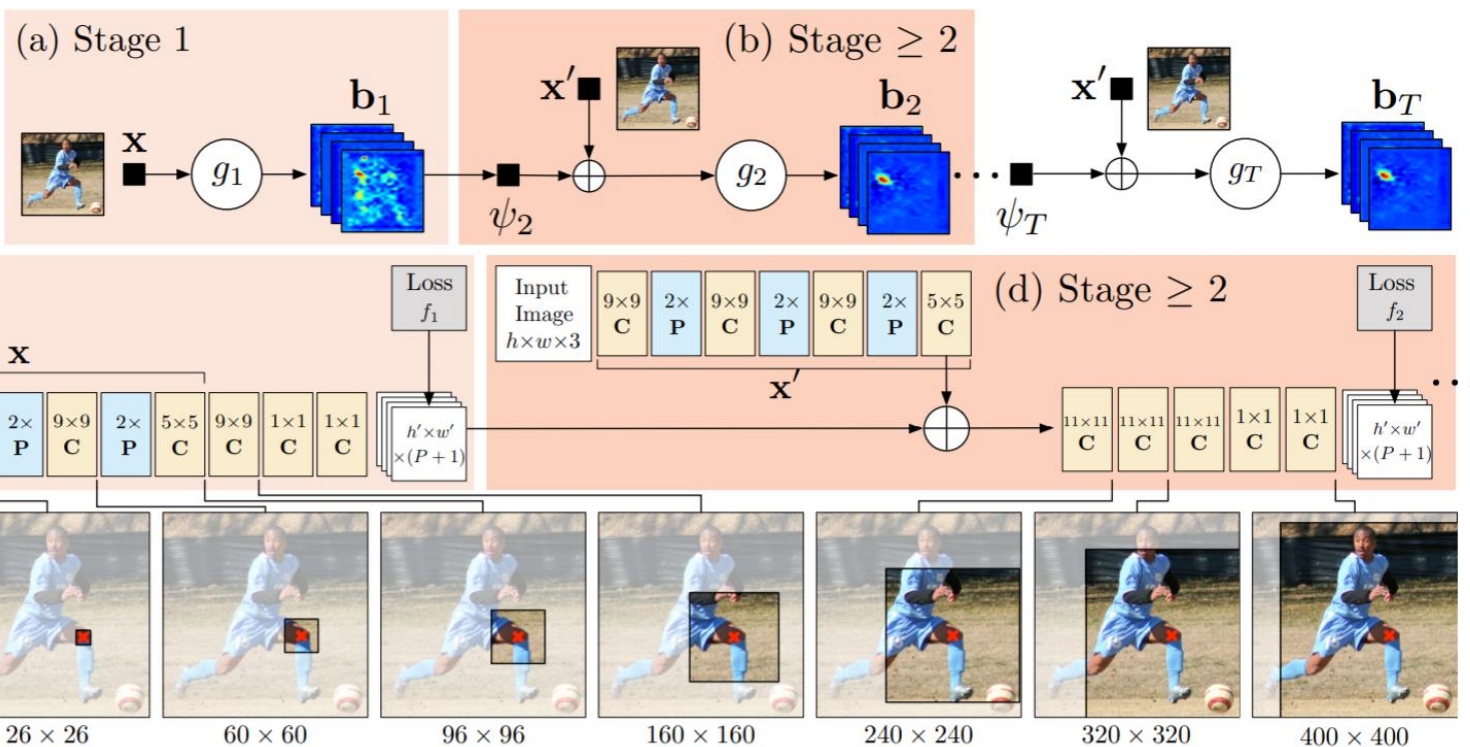 (a) Stage 1
(b) Stage ≥ 2
x
g₁
b₁
ψ₂
x′
g₂
b₂
• • •
ψ_T
x′
g_T
b_T
x
2× P
9×9 C
2× P
5×5 C
9×9 C
1×1 C
1×1 C
Loss
f₁
h′×w′
×(P + 1)
Input
Image
h×w×3
9×9 C
2× P
9×9 C
2× P
9×9 C
2× P
5×5 C
x′
(d) Stage ≥ 2
11×11 C
11×11 C
11×11 C
1×1 C
1×1 C
Loss
f₂
h′×w′
×(P + 1)
26 × 26
60 × 60
96 × 96
160 × 160
240 × 240
320 × 320
400 × 400